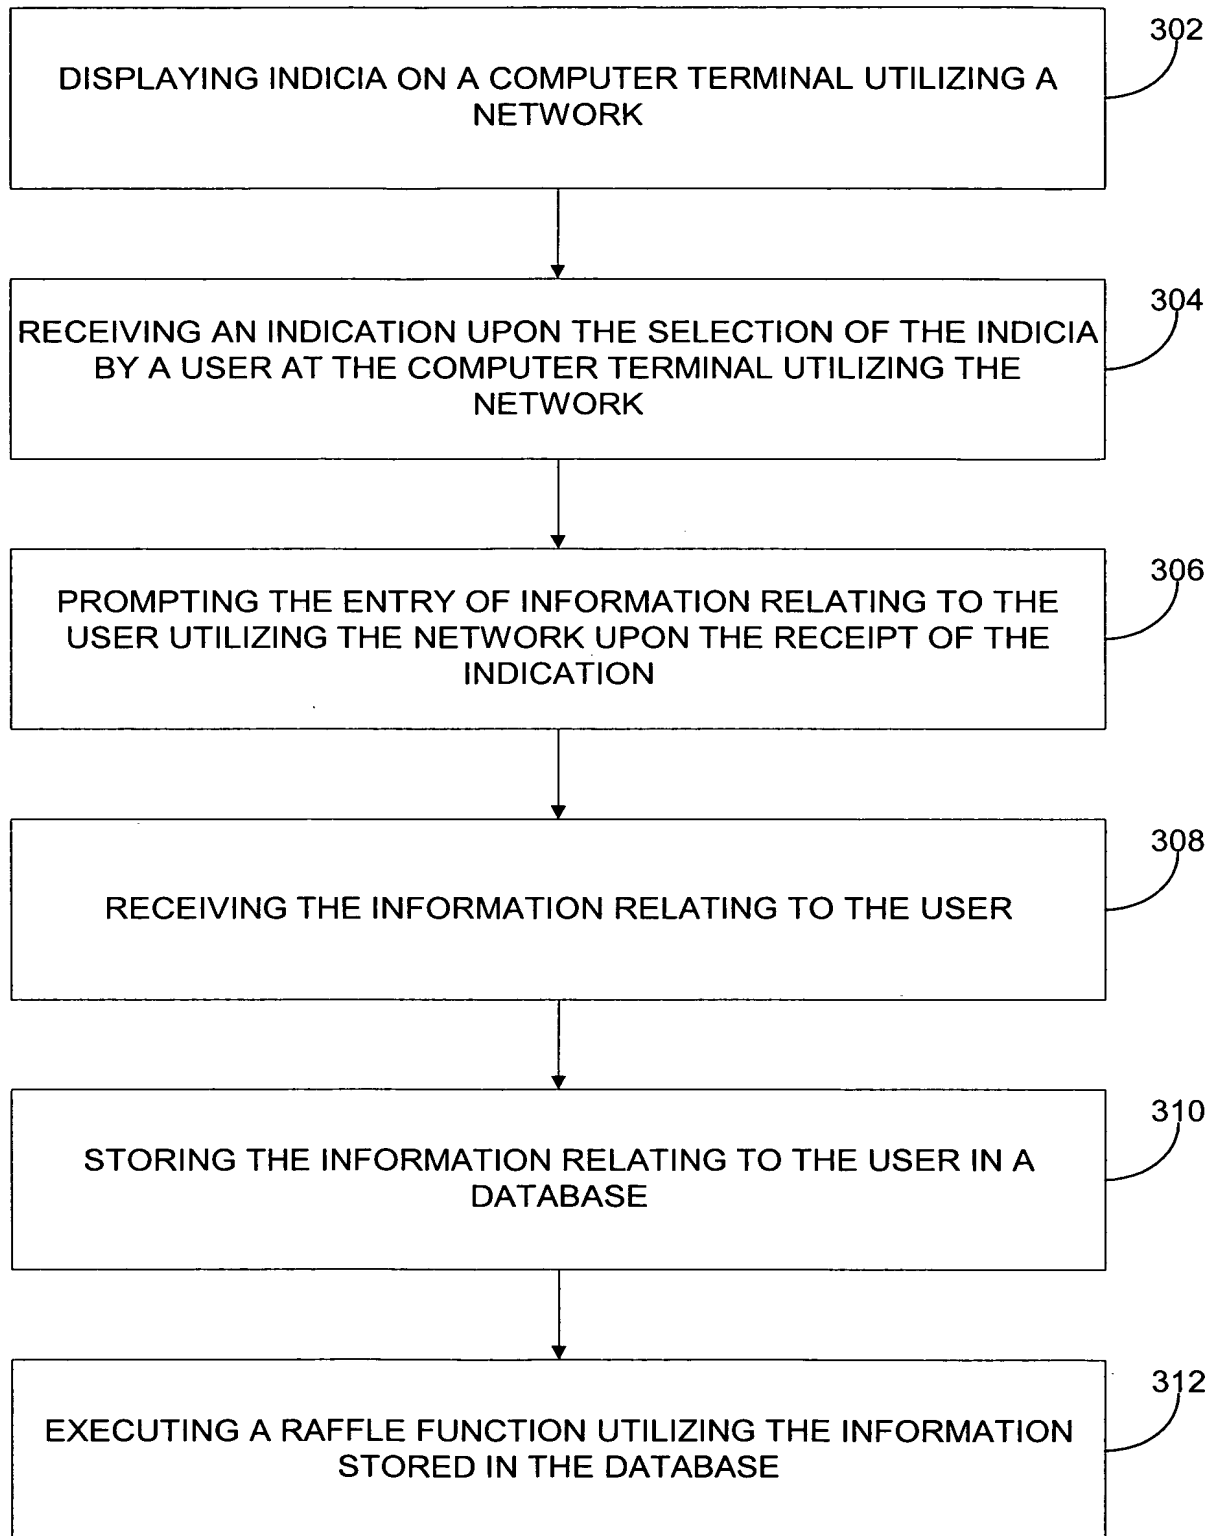 302
DISPLAYING INDICIA ON A COMPUTER TERMINAL UTILIZING A
NETWORK
304
RECEIVING AN INDICATION UPON THE SELECTION OF THE INDICIA
BY A USER AT THE COMPUTER TERMINAL UTILIZING THE
NETWORK
306
PROMPTING THE ENTRY OF INFORMATION RELATING TO THE
USER UTILIZING THE NETWORK UPON THE RECEIPT OF THE
INDICATION
308
RECEIVING THE INFORMATION RELATING TO THE USER
310
STORING THE INFORMATION RELATING TO THE USER IN A
DATABASE
312
EXECUTING A RAFFLE FUNCTION UTILIZING THE INFORMATION
STORED IN THE DATABASE